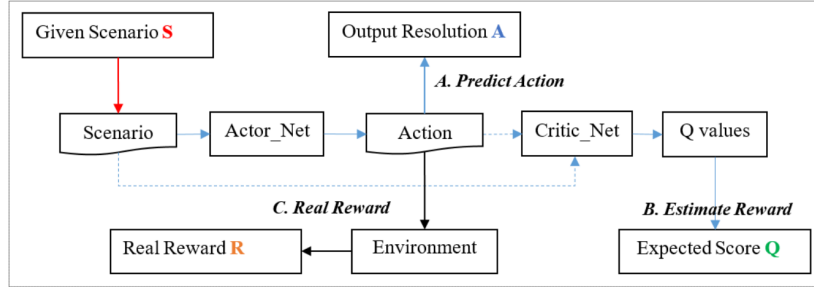 Given Scenario S
Output Resolution A
A. Predict Action
Scenario
Actor_Net
Action
Critic_Net
Q values
C. Real Reward
B. Estimate Reward
Real Reward R
Environment
Expected Score Q